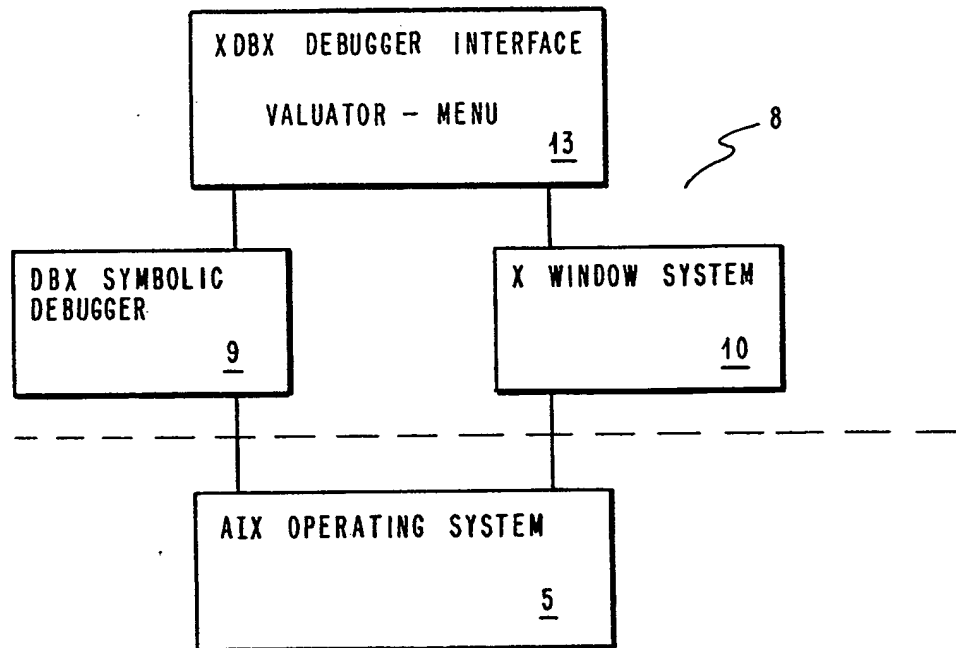 XDBX DEBUGGER INTERFACE
VALUATOR - MENU
13
8
DBX SYMBOLIC
DEBUGGER
9
X WINDOW SYSTEM
10
AIX OPERATING SYSTEM
5